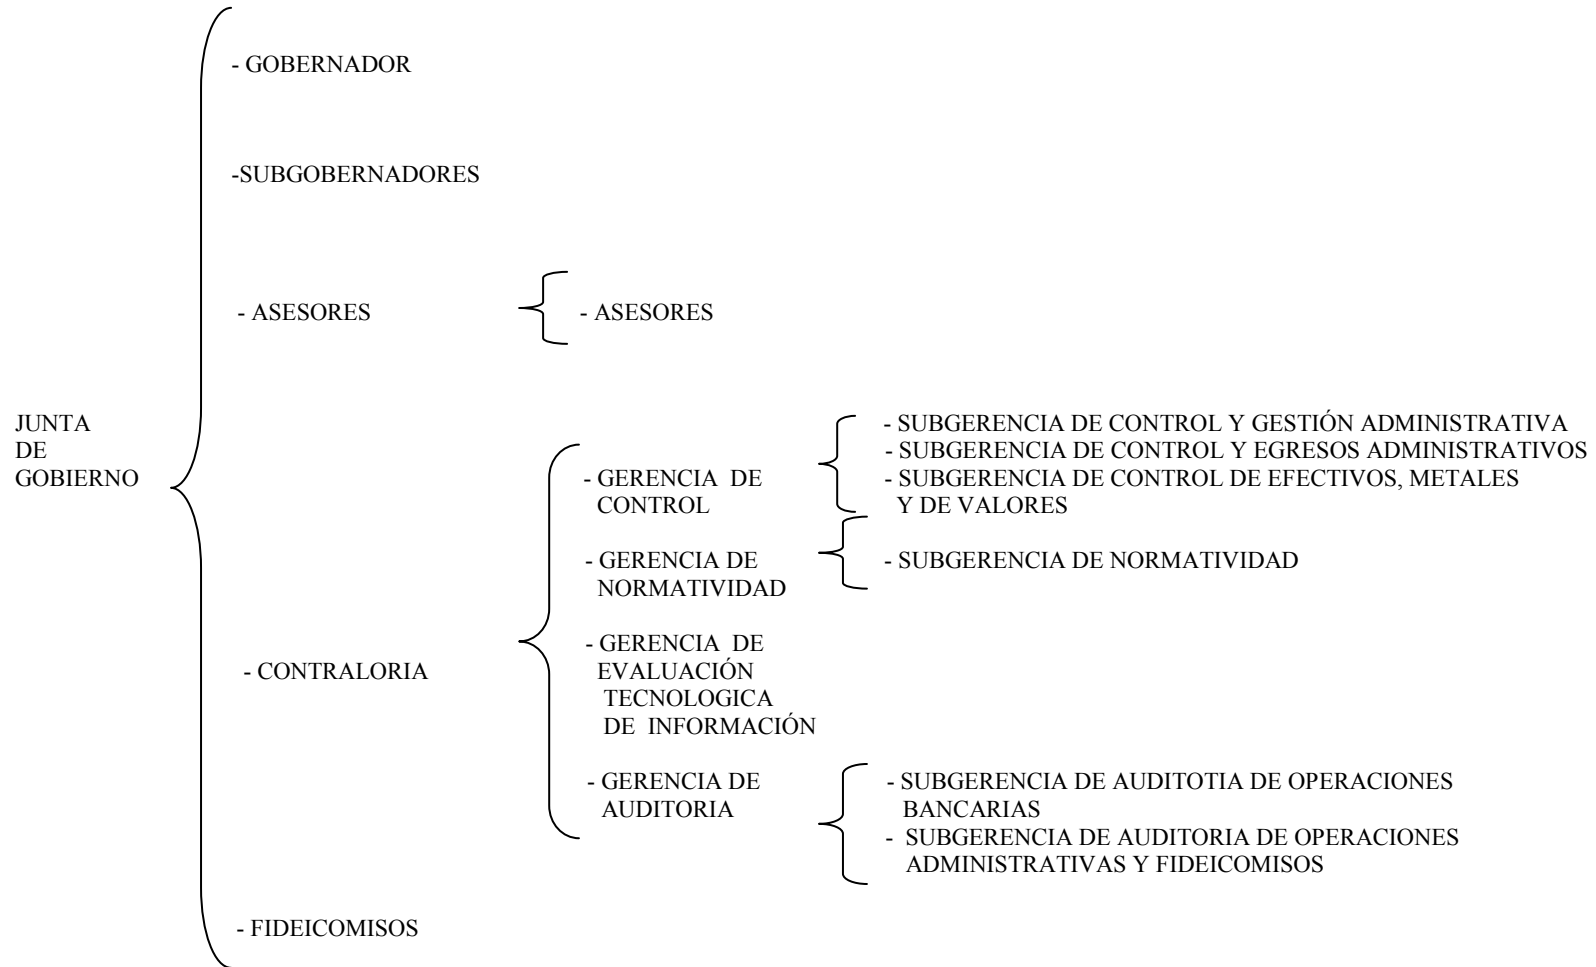 - GOBERNADOR
-SUBGOBERNADORES
- ASESORES
- ASESORES
JUNTA
DE
GOBIERNO
- CONTRALORIA
- GERENCIA DE
CONTROL
- SUBGERENCIA DE CONTROL Y GESTIÓN ADMINISTRATIVA
- SUBGERENCIA DE CONTROL Y EGRESOS ADMINISTRATIVOS
- SUBGERENCIA DE CONTROL DE EFECTIVOS, METALES
Y DE VALORES
- GERENCIA DE
NORMATIVIDAD
- SUBGERENCIA DE NORMATIVIDAD
- GERENCIA DE
EVALUACIÓN
TECNOLOGICA
DE INFORMACIÓN
- GERENCIA DE
AUDITORIA
- SUBGERENCIA DE AUDITOTIA DE OPERACIONES
BANCARIAS
- SUBGERENCIA DE AUDITORIA DE OPERACIONES
ADMINISTRATIVAS Y FIDEICOMISOS
- FIDEICOMISOS